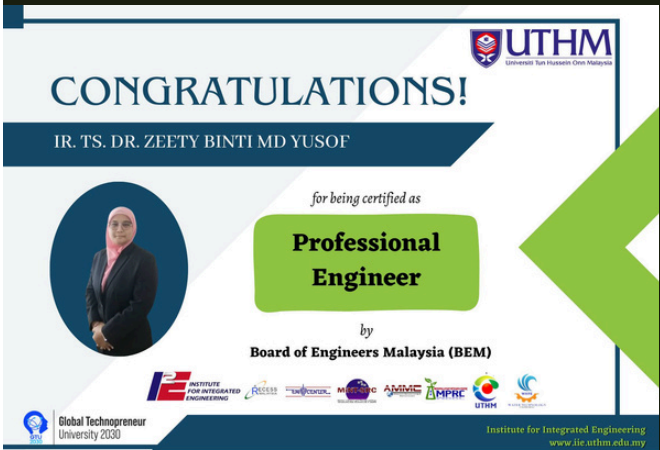 UTHM
Universiti Tun Hussein Onn Malaysia
CONGRATULATIONS!
IR. TS. DR. ZEETY BINTI MD YUSOF
for being certified as
Professional
Engineer
by
Board of Engineers Malaysia (BEM)
INSTITUTE
FOR INTEGRATED
ENGINEERING
RECESS
AMMC
MPRC
UTHM
Global Technopreneur
University 2030
Institute for Integrated Engineering
www.iie.uthm.edu.my